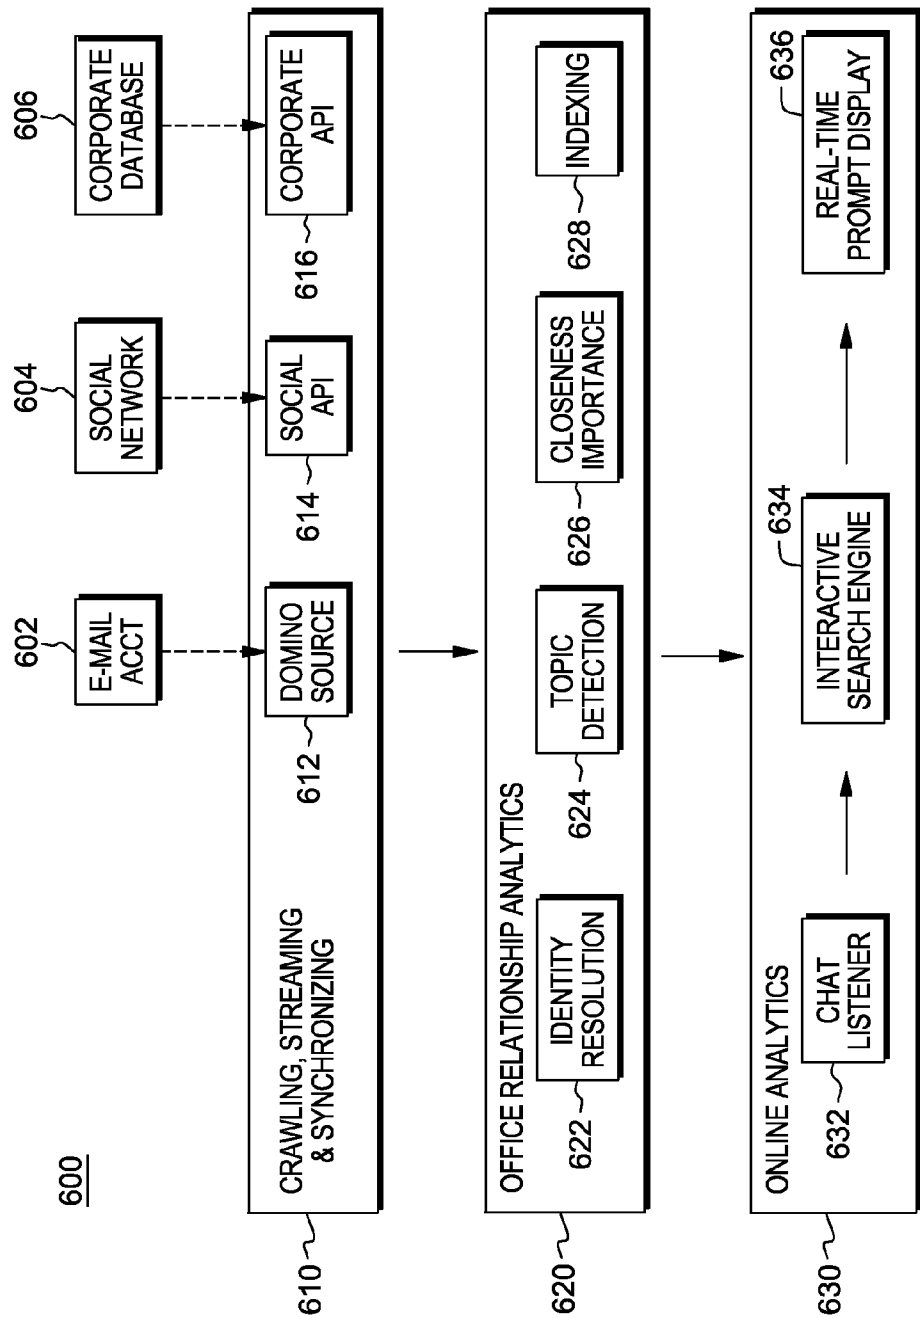 600
602
604
606
E-MAIL
ACCT
SOCIAL
NETWORK
CORPORATE
DATABASE
610
CRAWLING, STREAMING
& SYNCHRONIZING
DOMINO
SOURCE
612
SOCIAL
API
614
CORPORATE
API
616
620
OFFICE RELATIONSHIP ANALYTICS
IDENTITY
RESOLUTION
622
TOPIC
DETECTION
624
CLOSENESS
IMPORTANCE
626
INDEXING
628
630
ONLINE ANALYTICS
CHAT
LISTENER
632
634
INTERACTIVE
SEARCH ENGINE
636
REAL-TIME
PROMPT DISPLAY